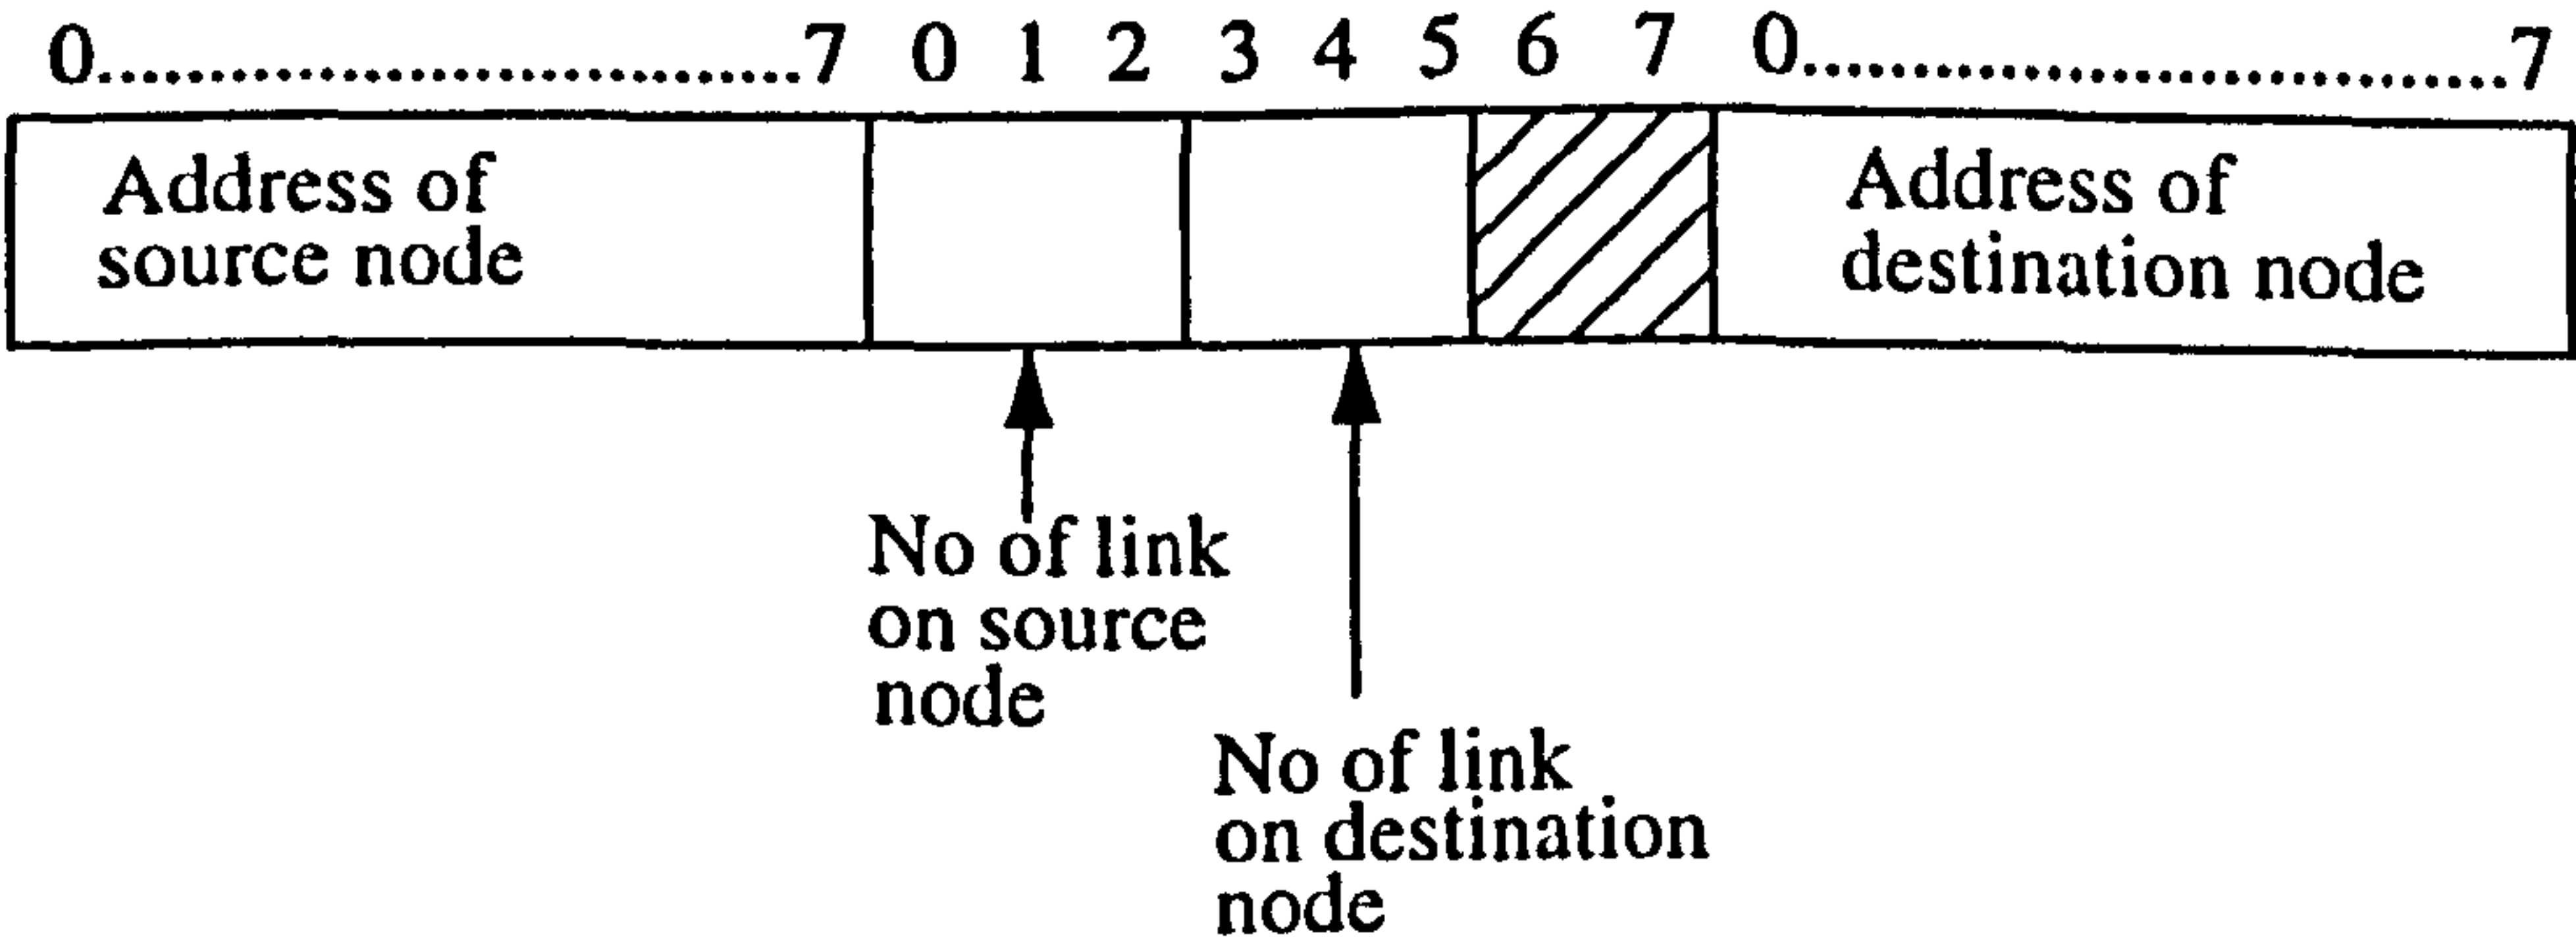 0................................7 0 1 2 3 4 5 6 7 0................................7
Address of
source node
Address of
destination node
No of link
on source
node
No of link
on destination
node